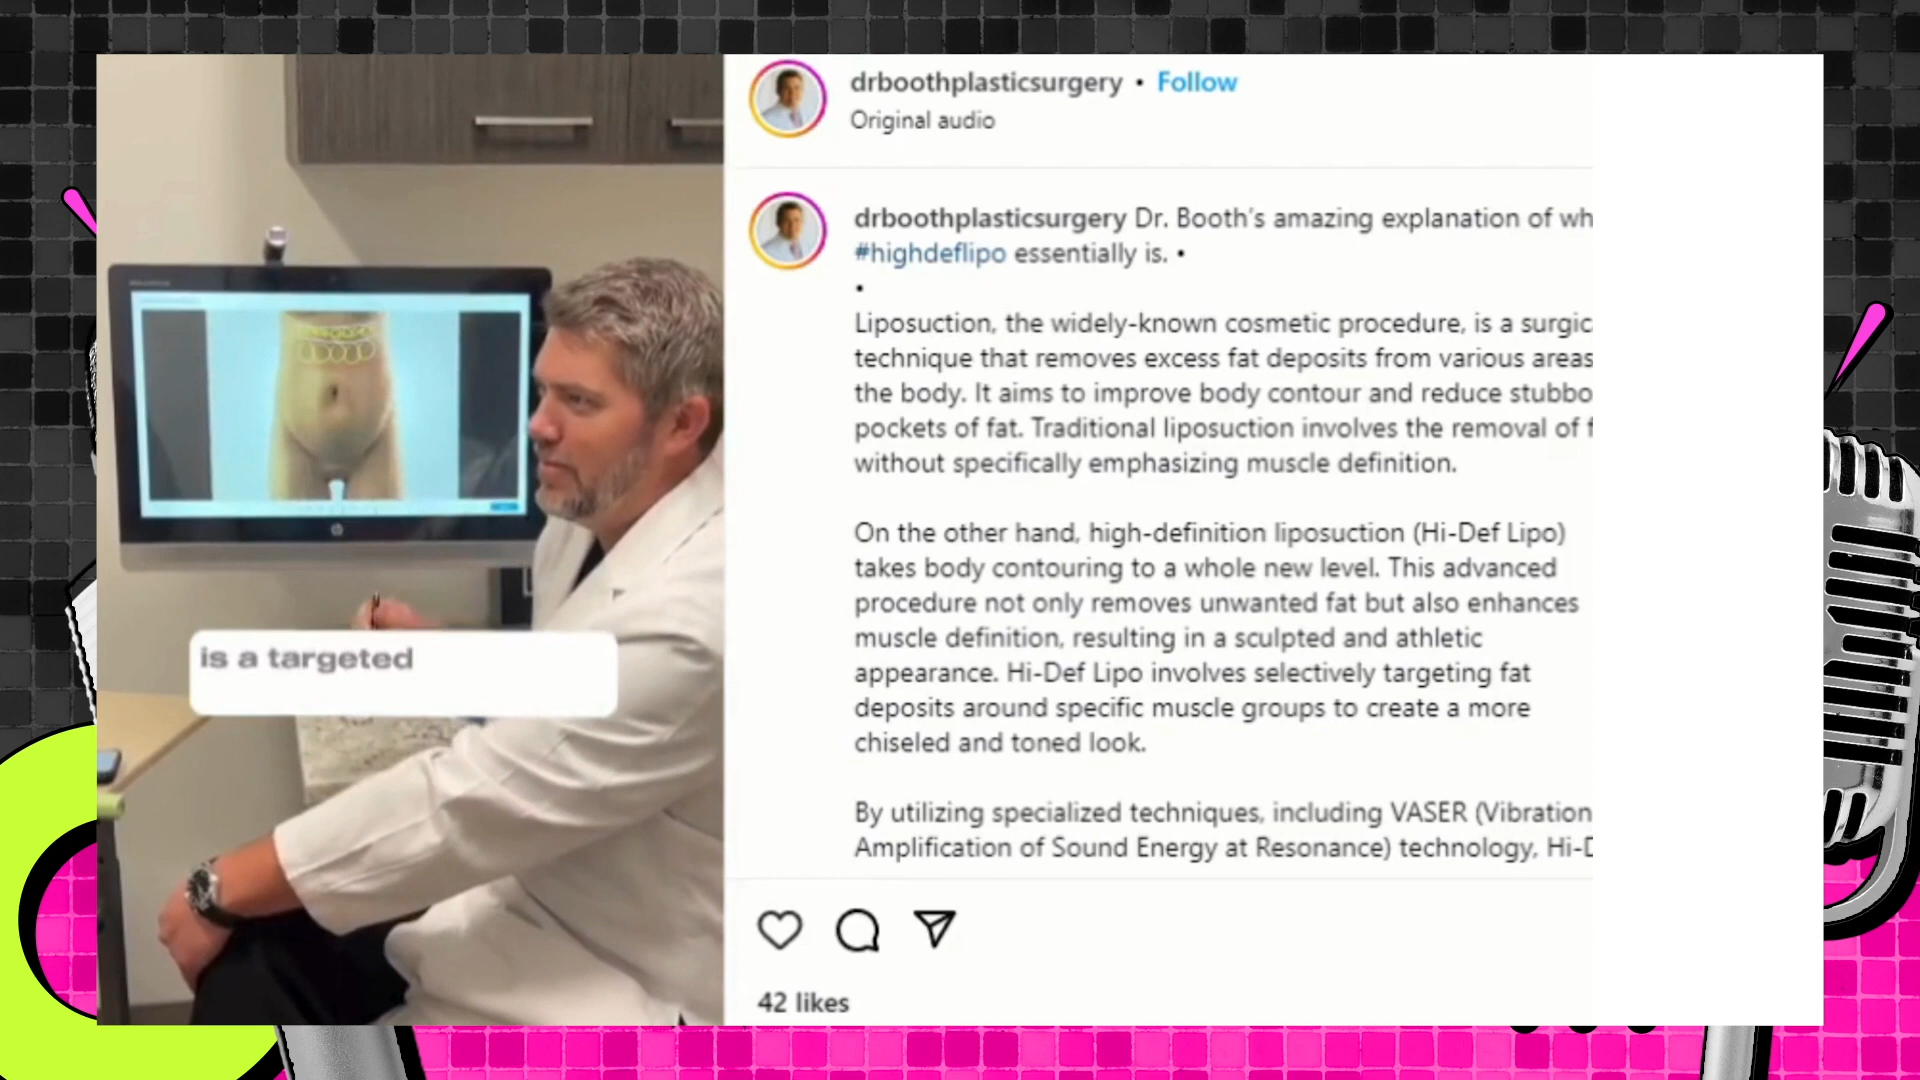 drboothplasticsurgery • Follow
Original audio
drboothplasticsurgery Dr. Booth's amazing explanation of wh
#highdeflipo essentially is. •
•
Liposuction, the widely-known cosmetic procedure, is a surgic
technique that removes excess fat deposits from various areas
the body. It aims to improve body contour and reduce stubbo
pockets of fat. Traditional liposuction involves the removal of f
without specifically emphasizing muscle definition.
On the other hand, high-definition liposuction (Hi-Def Lipo)
takes body contouring to a whole new level. This advanced
procedure not only removes unwanted fat but also enhances
muscle definition, resulting in a sculpted and athletic
appearance. Hi-Def Lipo involves selectively targeting fat
deposits around specific muscle groups to create a more
chiseled and toned look.
By utilizing specialized techniques, including VASER (Vibration
Amplification of Sound Energy at Resonance) technology, Hi-D
42 likes
is a targeted
hp